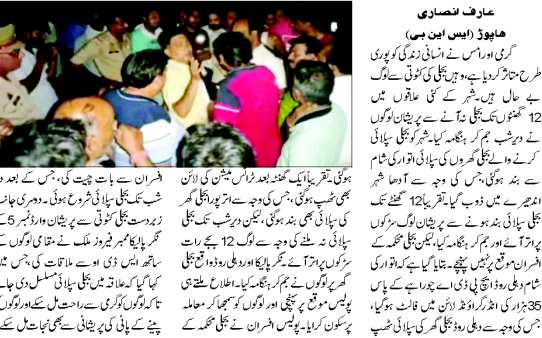 عارف انصاری
ہاپوڑ (ایس این بی)
گرمی اور امس نے انسانی زندگی کو پوری
طرح متاثر کر دیا ہے، وہیں بجلی کی کٹوتی سے لوگ
بے حال ہیں۔ شہر کے کئی علاقوں میں
12 گھنٹوں تک بجلی نہ آنے سے پریشان لوگوں
نے دیر شب جم کر ہنگامہ کیا۔ شہر کو بجلی سپلائی
کرنے والے بجلی گھروں کی سپلائی اتوار کی شام
سے بند ہو گئی، جس کی وجہ سے آدھا شہر
اندھیرے میں ڈوب گیا۔ تقریباً 12 گھنٹے تک
بجلی سپلائی بند ہونے سے پریشان لوگ سڑکوں
پر اتر آئے اور جم کر ہنگامہ کیا، لیکن بجلی محکمہ کے
افسران موقع پر نہیں پہنچے۔ بتایا گیا ہے کہ اتوار کی
شام دہلی روڈ ایچ پی ڈی اے چوراہے کے پاس
35 ہزار کی انڈر گراؤنڈ لائن میں فالٹ ہو گیا،
جس کی وجہ سے دہلی روڈ بجلی گھر کی سپلائی ٹھپ
ہو گئی۔ تقریباً ایک گھنٹہ بعد ٹرانس میشن کی لائن
بھی ٹھپ ہو گئی، جس کی وجہ سے اتر پورا بجلی گھر
کی سپلائی بھی بند ہو گئی، لیکن دیر شب تک بجلی
سپلائی نہ ملنے کی وجہ سے لوگ 12 بجے رات
سڑکوں پر اتر آئے۔ نگر پالیکا اور دہلی روڈ واقع بجلی
گھر پر لوگوں نے جم کر ہنگامہ کیا۔ اطلاع ملتے ہی
پولیس موقع پر پہنچی اور لوگوں کو سمجھا کر معاملہ
پرسکون کرایا۔ پولیس افسران نے بجلی محکمہ کے
افسران سے بات چیت کی، جس کے بعد
شب تک بجلی سپلائی شروع ہوئی۔ دوسری جانب
زبردست بجلی کٹوتی سے پریشان وارڈ نمبر 5 کے
نگر پالیکا ممبر فیروز ملک نے مقامی لوگوں کے
ساتھ ایس ڈی او سے ملاقات کی، جس میں
کہا گیا کہ علاقہ میں بجلی سپلائی مسلسل دی جائے
تاکہ لوگوں کو گرمی سے راحت مل سکے اور لوگوں
پینے کے پانی کی پریشانی سے بھی نجات مل سکے